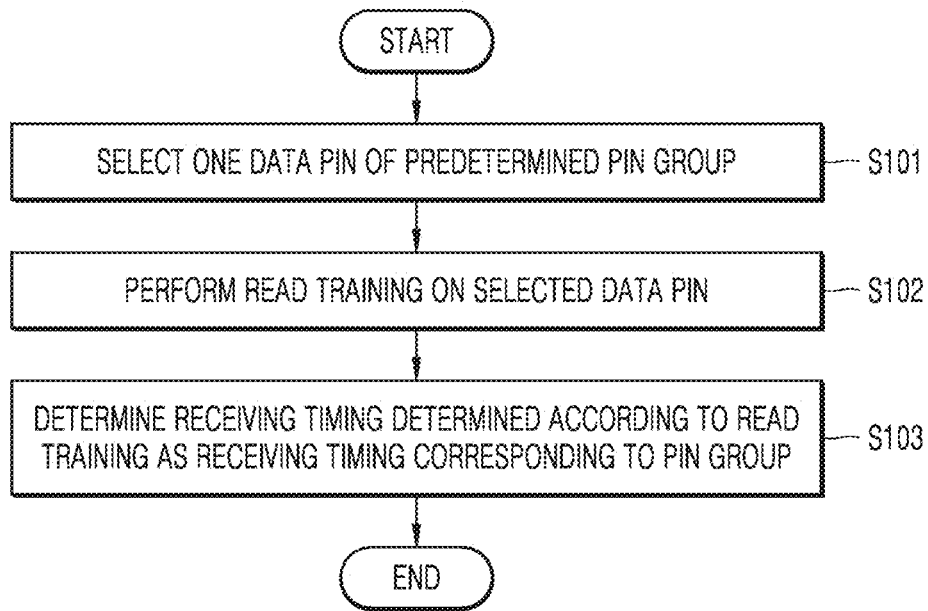 START
SELECT ONE DATA PIN OF PREDETERMINED PIN GROUP
S101
PERFORM READ TRAINING ON SELECTED DATA PIN
S102
DETERMINE RECEIVING TIMING DETERMINED ACCORDING TO READ
TRAINING AS RECEIVING TIMING CORRESPONDING TO PIN GROUP
S103
END